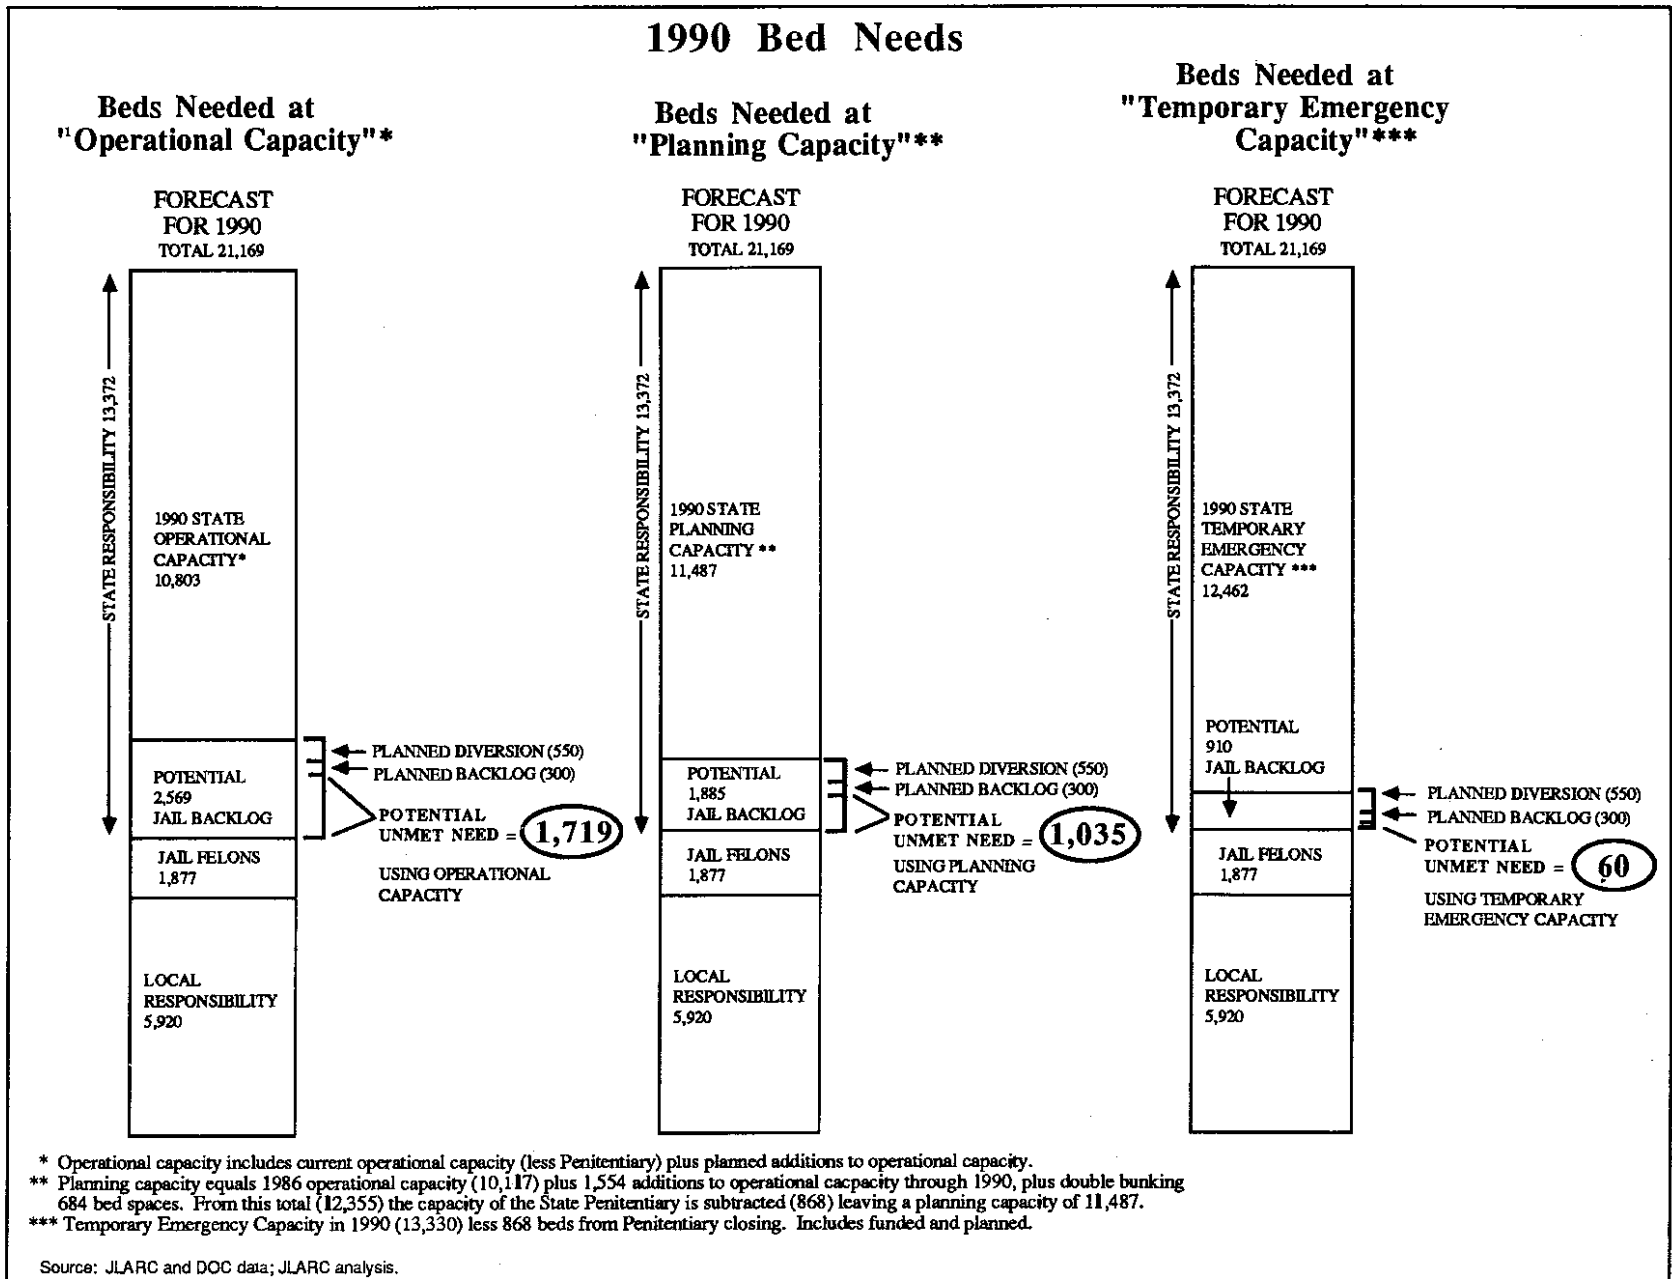 1990 Bed Needs
Beds Needed at
"Operational Capacity"*
FORECAST
FOR 1990
TOTAL 21,169
STATE RESPONSIBILITY 13,372
1990 STATE
OPERATIONAL
CAPACITY*
10,803
POTENTIAL
2,569
JAIL BACKLOG
JAIL FELONS
1,877
LOCAL
RESPONSIBILITY
5,920
PLANNED DIVERSION (550)
PLANNED BACKLOG (300)
POTENTIAL
UNMET NEED = 1,719
USING OPERATIONAL
CAPACITY
Beds Needed at
"Planning Capacity"**
FORECAST
FOR 1990
TOTAL 21,169
STATE RESPONSIBILITY 13,372
1990 STATE
PLANNING
CAPACITY **
11,487
POTENTIAL
1,885
JAIL BACKLOG
JAIL FELONS
1,877
LOCAL
RESPONSIBILITY
5,920
PLANNED DIVERSION (550)
PLANNED BACKLOG (300)
POTENTIAL
UNMET NEED = 1,035
USING PLANNING
CAPACITY
Beds Needed at
"Temporary Emergency
Capacity"***
FORECAST
FOR 1990
TOTAL 21,169
STATE RESPONSIBILITY 13,372
1990 STATE
TEMPORARY
EMERGENCY
CAPACITY ***
12,462
POTENTIAL
910
JAIL BACKLOG
JAIL FELONS
1,877
LOCAL
RESPONSIBILITY
5,920
PLANNED DIVERSION (550)
PLANNED BACKLOG (300)
POTENTIAL
UNMET NEED = 60
USING TEMPORARY
EMERGENCY CAPACITY
* Operational capacity includes current operational capacity (less Penitentiary) plus planned additions to operational capacity.
** Planning capacity equals 1986 operational capacity (10,117) plus 1,554 additions to operational cacpacity through 1990, plus double bunking
684 bed spaces. From this total (12,355) the capacity of the State Penitentiary is subtracted (868) leaving a planning capacity of 11,487.
*** Temporary Emergency Capacity in 1990 (13,330) less 868 beds from Penitentiary closing. Includes funded and planned.
Source: JLARC and DOC data; JLARC analysis.